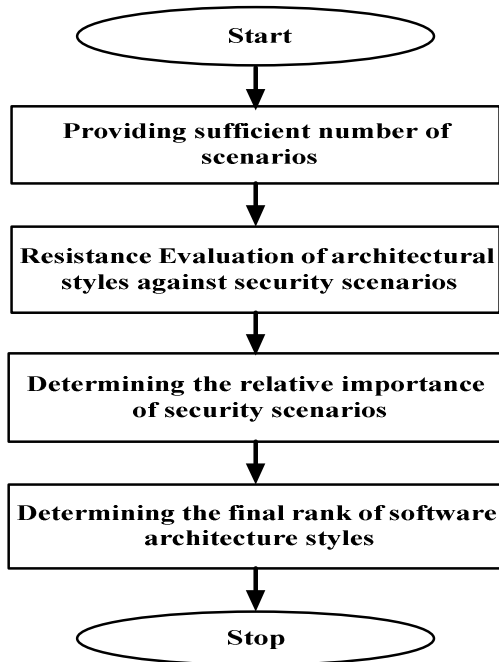 Start
Providing sufficient number of
scenarios
Resistance Evaluation of architectural
styles against security scenarios
Determining the relative importance
of security scenarios
Determining the final rank of software
architecture styles
Stop